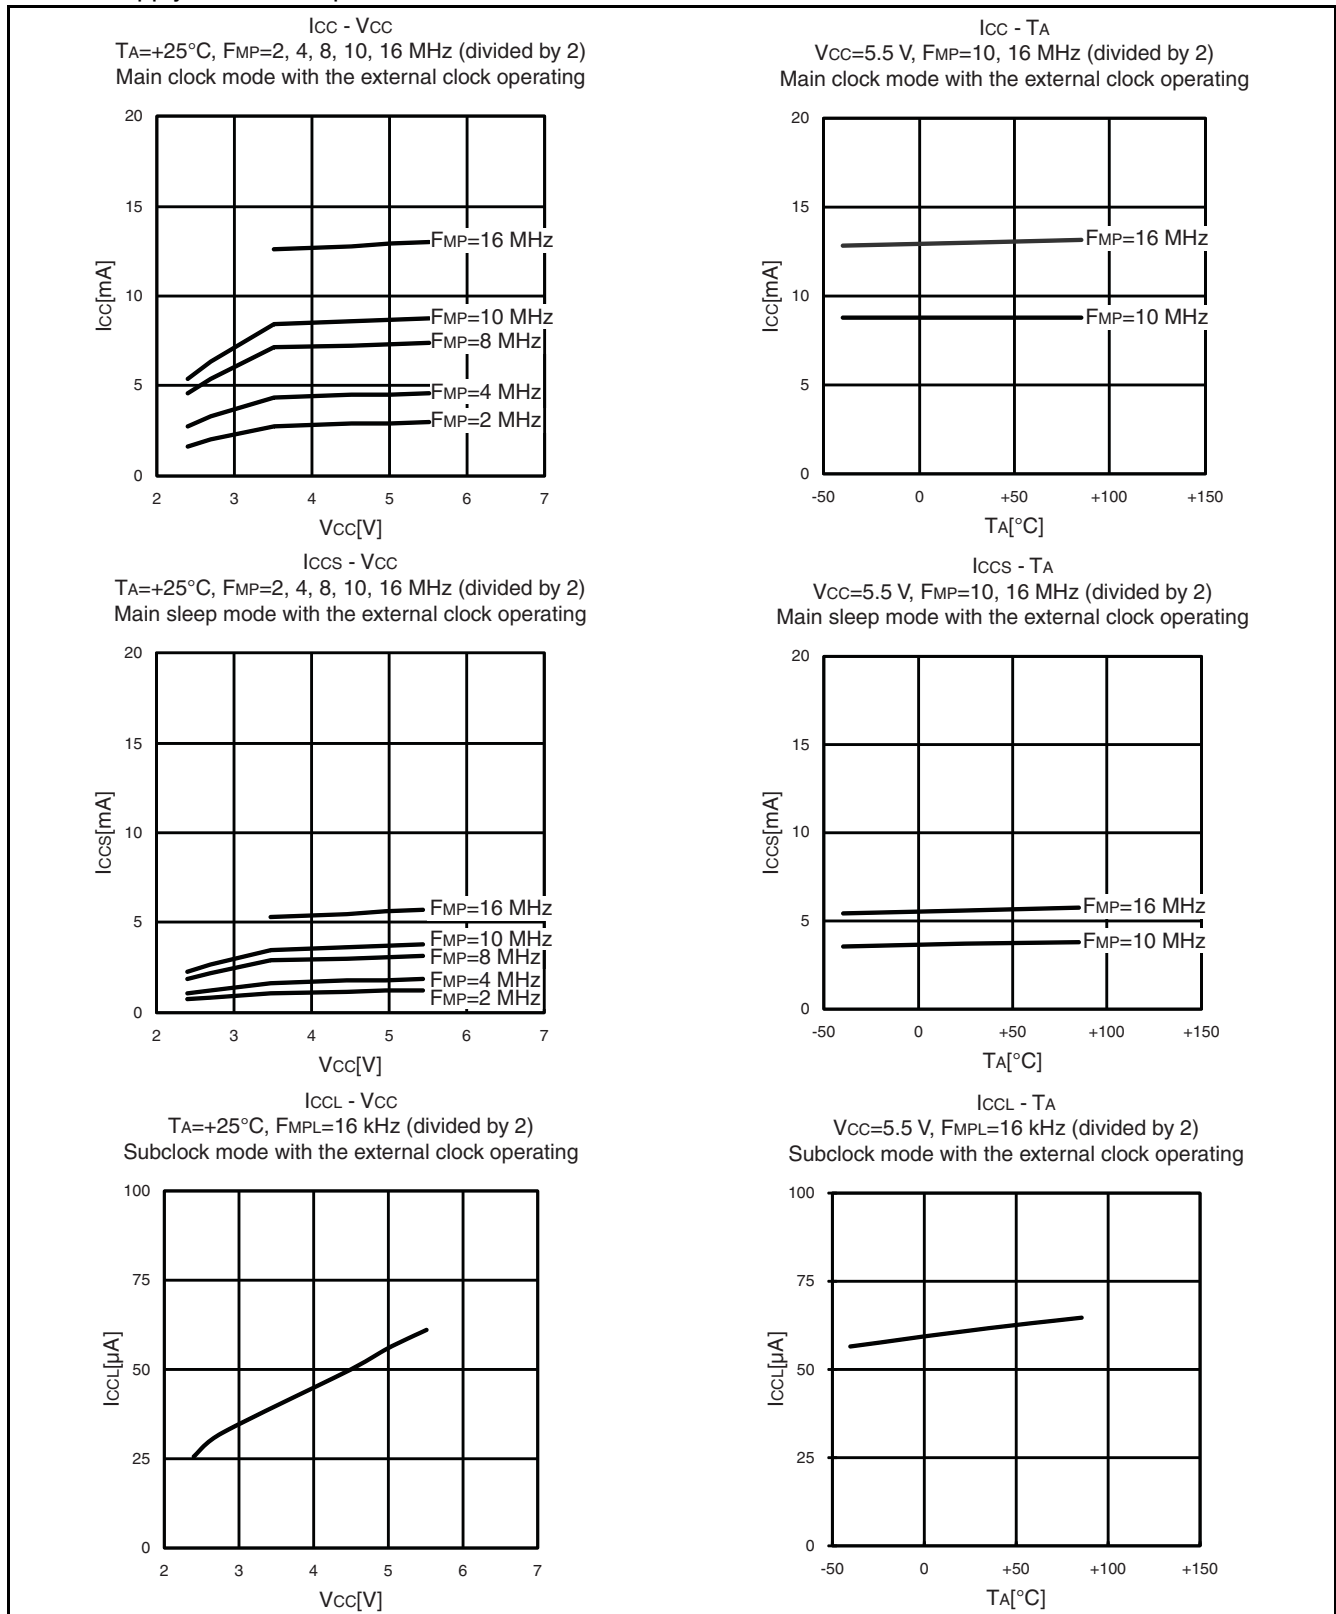 ICC - VCC
TA=+25°C, FMP=2, 4, 8, 10, 16 MHz (divided by 2)
Main clock mode with the external clock operating
20
15
10
5
0
ICC[mA]
FMP=16 MHz
FMP=10 MHz
FMP=8 MHz
FMP=4 MHz
FMP=2 MHz
2 3 4 5 6 7
VCC[V]
ICC - TA
VCC=5.5 V, FMP=10, 16 MHz (divided by 2)
Main clock mode with the external clock operating
20
15
10
5
0
ICC[mA]
FMP=16 MHz
FMP=10 MHz
-50 0 +50 +100 +150
TA[°C]
ICCS - VCC
TA=+25°C, FMP=2, 4, 8, 10, 16 MHz (divided by 2)
Main sleep mode with the external clock operating
20
15
10
5
0
ICCS[mA]
FMP=16 MHz
FMP=10 MHz
FMP=8 MHz
FMP=4 MHz
FMP=2 MHz
2 3 4 5 6 7
VCC[V]
ICCS - TA
VCC=5.5 V, FMP=10, 16 MHz (divided by 2)
Main sleep mode with the external clock operating
20
15
10
5
0
ICCS[mA]
FMP=16 MHz
FMP=10 MHz
-50 0 +50 +100 +150
TA[°C]
ICCL - VCC
TA=+25°C, FMPL=16 kHz (divided by 2)
Subclock mode with the external clock operating
100
75
50
25
0
ICCL[µA]
2 3 4 5 6 7
VCC[V]
ICCL - TA
VCC=5.5 V, FMPL=16 kHz (divided by 2)
Subclock mode with the external clock operating
100
75
50
25
0
ICCL[µA]
-50 0 +50 +100 +150
TA[°C]